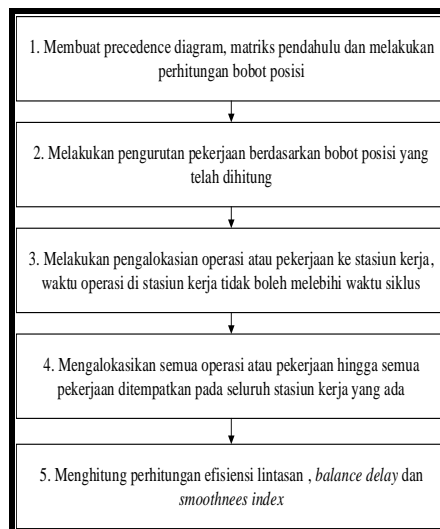 1. Membuat precedence diagram, matriks pendahulu dan melakukan
perhitungan bobot posisi
2. Melakukan pengurutan pekerjaan berdasarkan bobot posisi yang
telah dihitung
3. Melakukan pengalokasian operasi atau pekerjaan ke stasiun kerja,
waktu operasi di stasiun kerja tidak boleh melebihi waktu siklus
4. Mengalokasikan semua operasi atau pekerjaan hingga semua
pekerjaan ditempatkan pada seluruh stasiun kerja yang ada
5. Menghitung perhitungan efisiensi lintasan , balance delay dan
smoothnees index